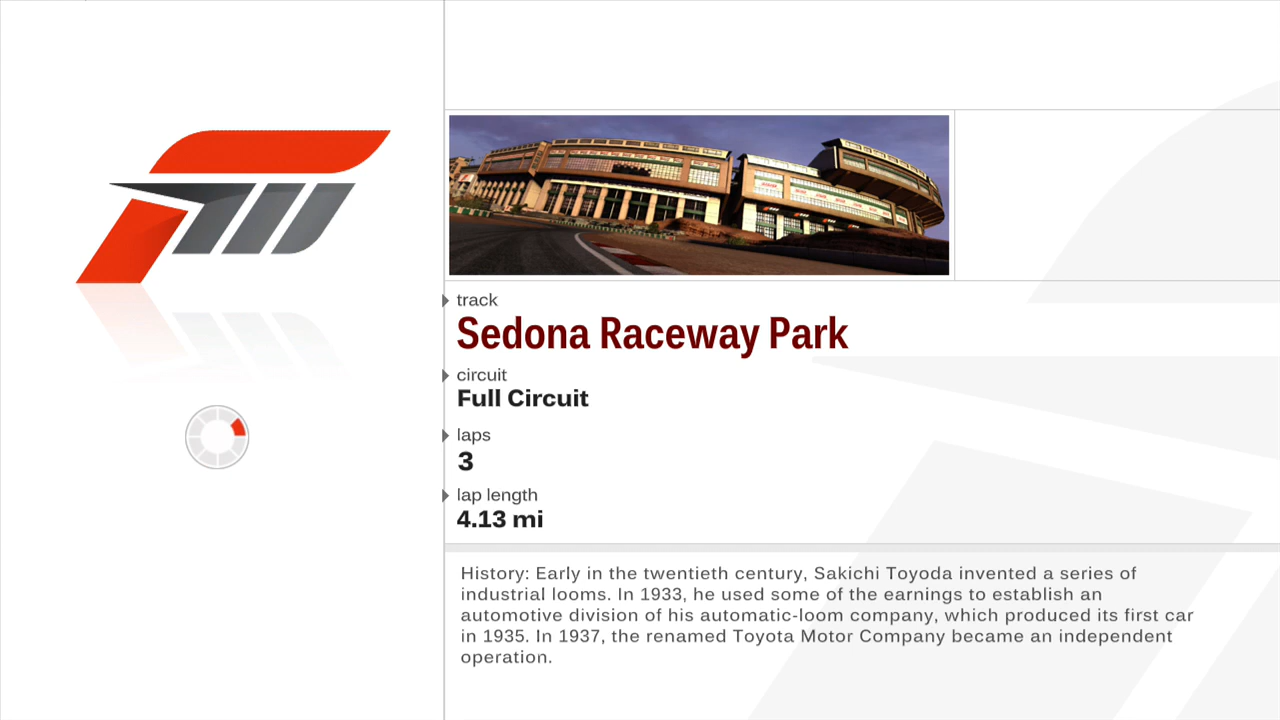 track
Sedona Raceway Park
circuit
Full Circuit
laps
3
lap length
4.13 mi
History: Early in the twentieth century, Sakichi Toyoda invented a series of
industrial looms. In 1933, he used some of the earnings to establish an
automotive division of his automatic-loom company, which produced its first car
in 1935. In 1937, the renamed Toyota Motor Company became an independent
operation.